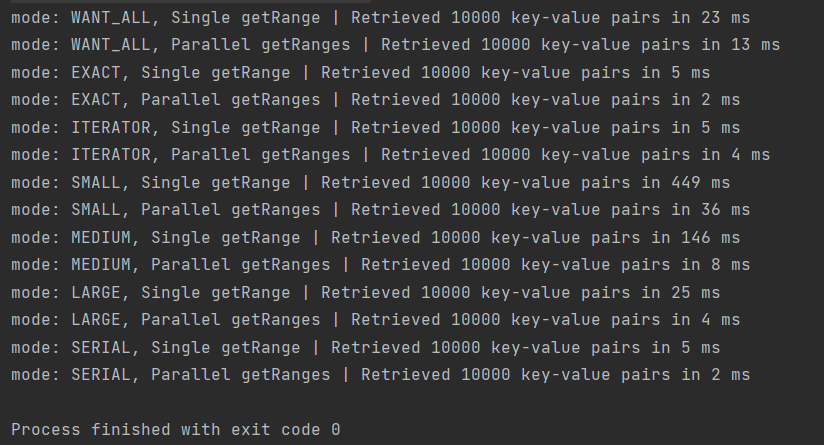 mode: WANT_ALL, Single getRange | Retrieved 10000 key-value pairs in 23 ms
mode: WANT_ALL, Parallel getRanges | Retrieved 10000 key-value pairs in 13 ms
mode: EXACT, Single getRange | Retrieved 10000 key-value pairs in 5 ms
mode: EXACT, Parallel getRanges | Retrieved 10000 key-value pairs in 2 ms
mode: ITERATOR, Single getRange | Retrieved 10000 key-value pairs in 5 ms
mode: ITERATOR, Parallel getRanges | Retrieved 10000 key-value pairs in 4 ms
mode: SMALL, Single getRange | Retrieved 10000 key-value pairs in 449 ms
mode: SMALL, Parallel getRanges | Retrieved 10000 key-value pairs in 36 ms
mode: MEDIUM, Single getRange | Retrieved 10000 key-value pairs in 146 ms
mode: MEDIUM, Parallel getRanges | Retrieved 10000 key-value pairs in 8 ms
mode: LARGE, Single getRange | Retrieved 10000 key-value pairs in 25 ms
mode: LARGE, Parallel getRanges | Retrieved 10000 key-value pairs in 4 ms
mode: SERIAL, Single getRange | Retrieved 10000 key-value pairs in 5 ms
mode: SERIAL, Parallel getRanges | Retrieved 10000 key-value pairs in 2 ms
Process finished with exit code 0